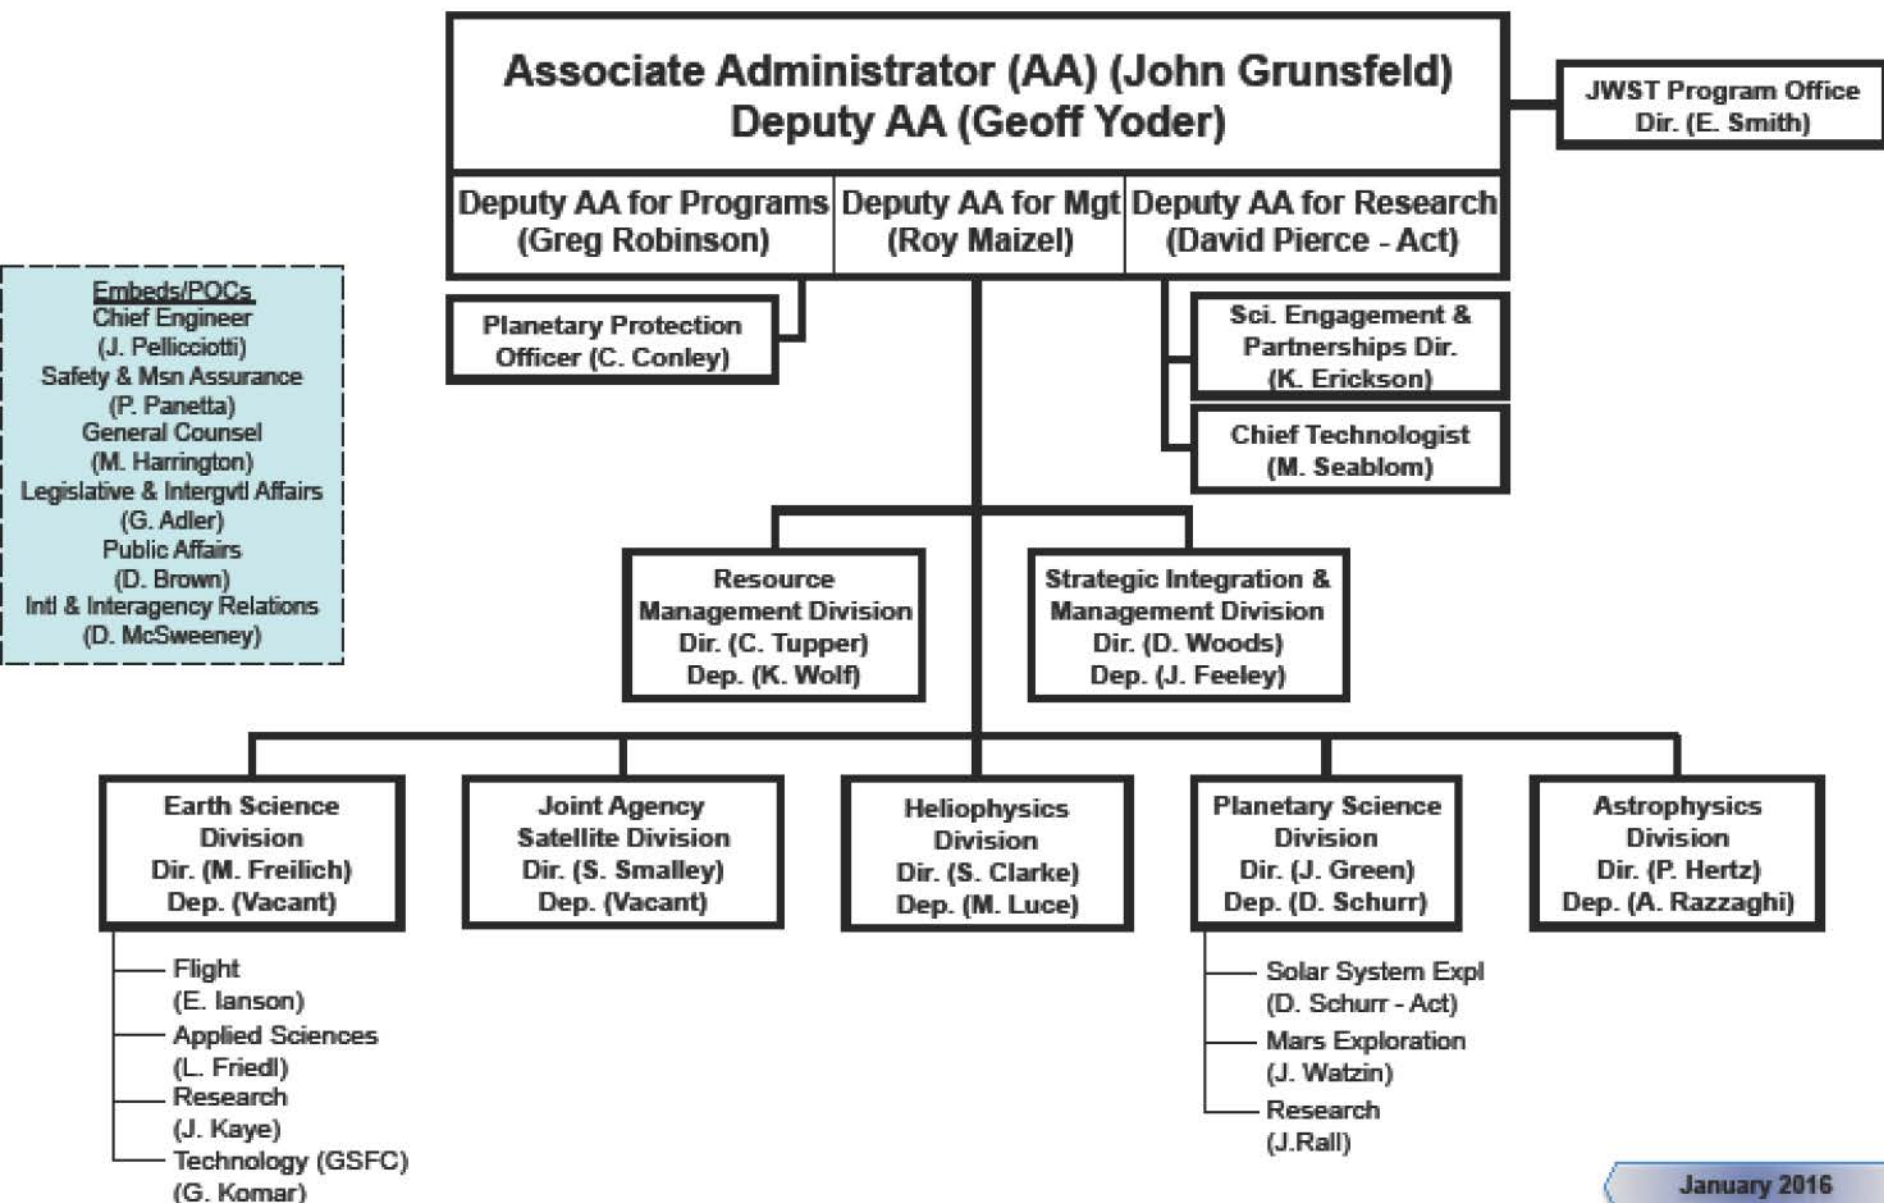 Associate Administrator (AA) (John Grunsfeld)
Deputy AA (Geoff Yoder)
JWST Program Office
Dir. (E. Smith)
Deputy AA for Programs
(Greg Robinson)
Deputy AA for Mgt
(Roy Maizel)
Deputy AA for Research
(David Pierce - Act)
Embeds/POCs
Chief Engineer
(J. Pellicciotti)
Safety & Msn Assurance
(P. Panetta)
General Counsel
(M. Harrington)
Legislative & Intergvtl Affairs
(G. Adler)
Public Affairs
(D. Brown)
Intl & Interagency Relations
(D. McSweeney)
Planetary Protection
Officer (C. Conley)
Sci. Engagement &
Partnerships Dir.
(K. Erickson)
Chief Technologist
(M. Seablom)
Resource
Management Division
Dir. (C. Tupper)
Dep. (K. Wolf)
Strategic Integration &
Management Division
Dir. (D. Woods)
Dep. (J. Feeley)
Earth Science
Division
Dir. (M. Freilich)
Dep. (Vacant)
Joint Agency
Satellite Division
Dir. (S. Smalley)
Dep. (Vacant)
Heliophysics
Division
Dir. (S. Clarke)
Dep. (M. Luce)
Planetary Science
Division
Dir. (J. Green)
Dep. (D. Schurr)
Astrophysics
Division
Dir. (P. Hertz)
Dep. (A. Razzaghi)
Flight
(E. Ianson)
Applied Sciences
(L. Friedl)
Research
(J. Kaye)
Technology (GSFC)
(G. Komar)
Solar System Expl
(D. Schurr - Act)
Mars Exploration
(J. Watzin)
Research
(J.Rall)
January 2016